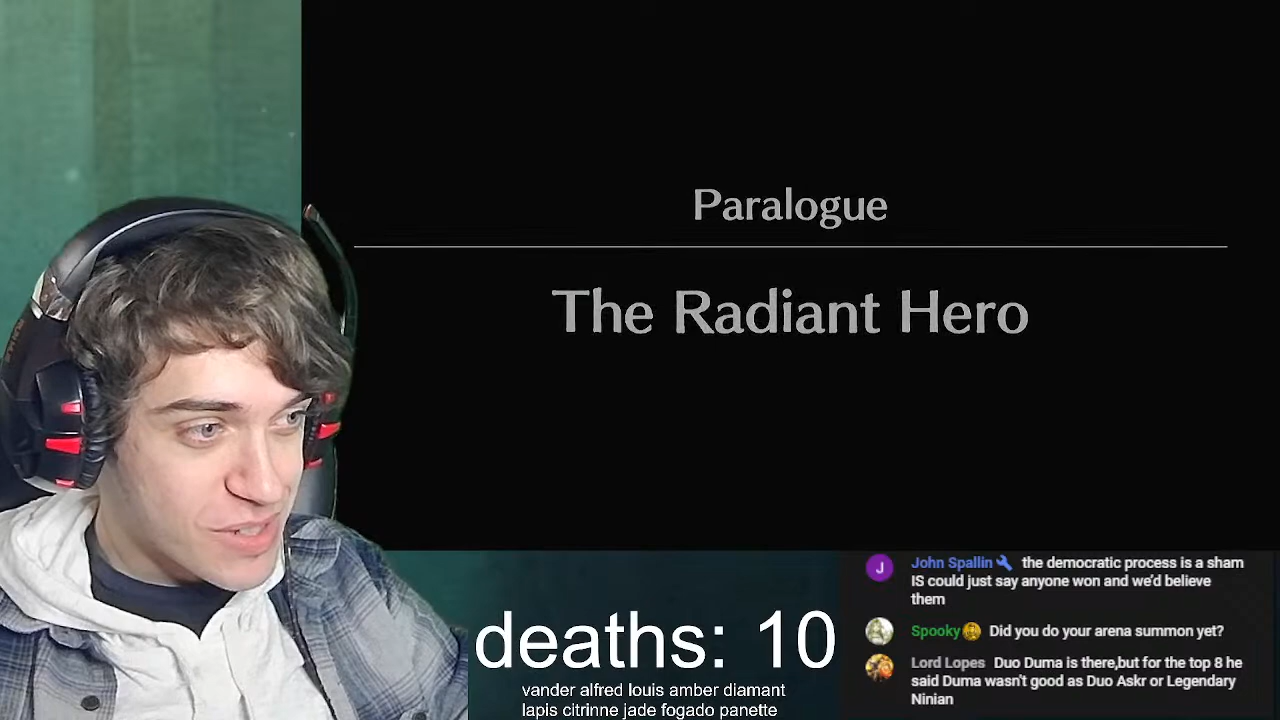 Paralogue
The Radiant Hero
John Spallin the democratic process is a sham
IS could just say anyone won and we'd believe
them
Spooky Did you do your arena summon yet?
Lord Lopes Duo Duma is there,but for the top 8 he
said Duma wasn't good as Duo Askr or Legendary
Ninian
J
deaths: 10
vander alfred louis amber diamant
lapis citrinne jade fogado panette